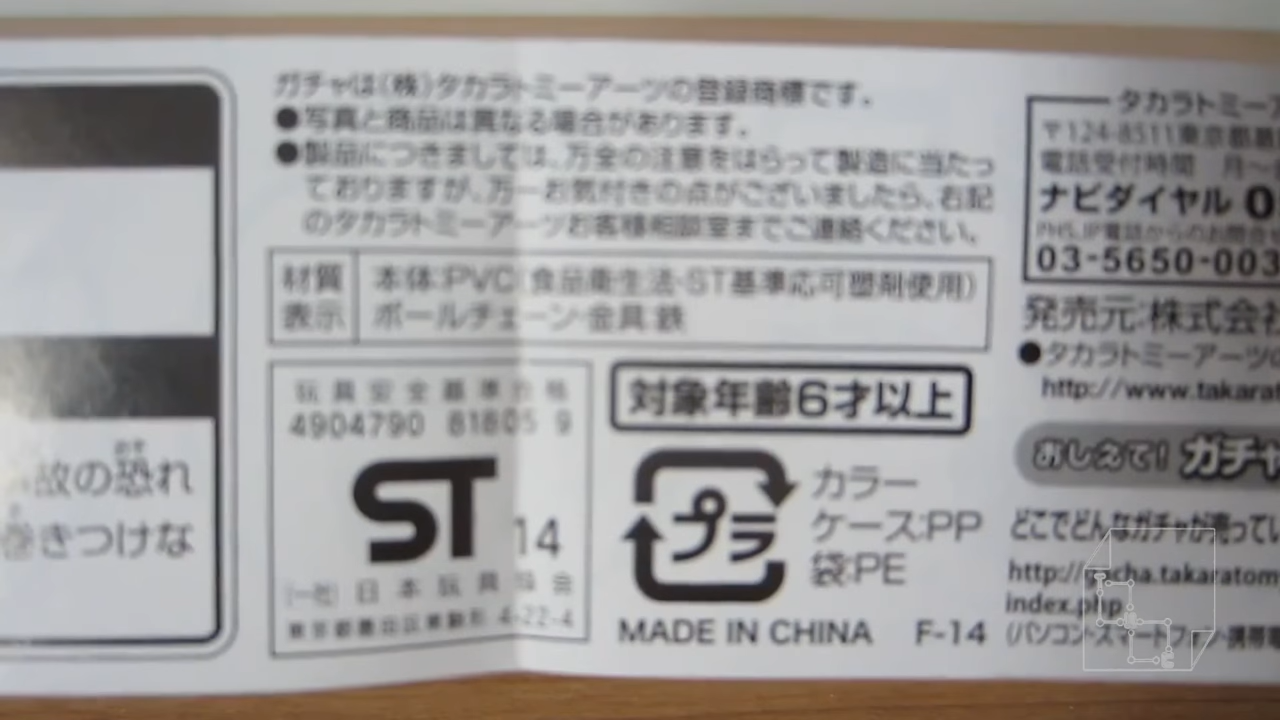 故の恐れ
巻きつけな
ガチャは(株)タカラトミーアーツの登録商標です。
●写真と商品は異なる場合があります。
●製品につきましては、万全の注意をはらって製造に当たっ
ておりますが、万一お気付きの点がございましたら、右記
のタカラトミーアーツお客様相談室までご連絡ください。
材質
表示
本体:PVC(食品衛生法・ST基準応可塑剤使用)
ボールチェーン・金具:鉄
玩具安全基準合格
4904790 81805 9
ST
14
(一社)日本玩具協会
東京都墨田区東駒形 4-22-4
対象年齢6才以上
プラ
カラー
ケース:PP
袋:PE
MADE IN CHINA F-14
タカラトミーア
〒124-8511東京都葛
電話受付時間 月~
ナビダイヤル 0
PHS、IP電話からのお問合せ
03-5650-003
発売元:株式会社
●タカラトミーアーツの
http://www.takarat
おしえて!ガチャ
どこでどんなガチャが売ってい
http://gacha.takaratom
index.php
(パソコン・スマートフォン・携帯電